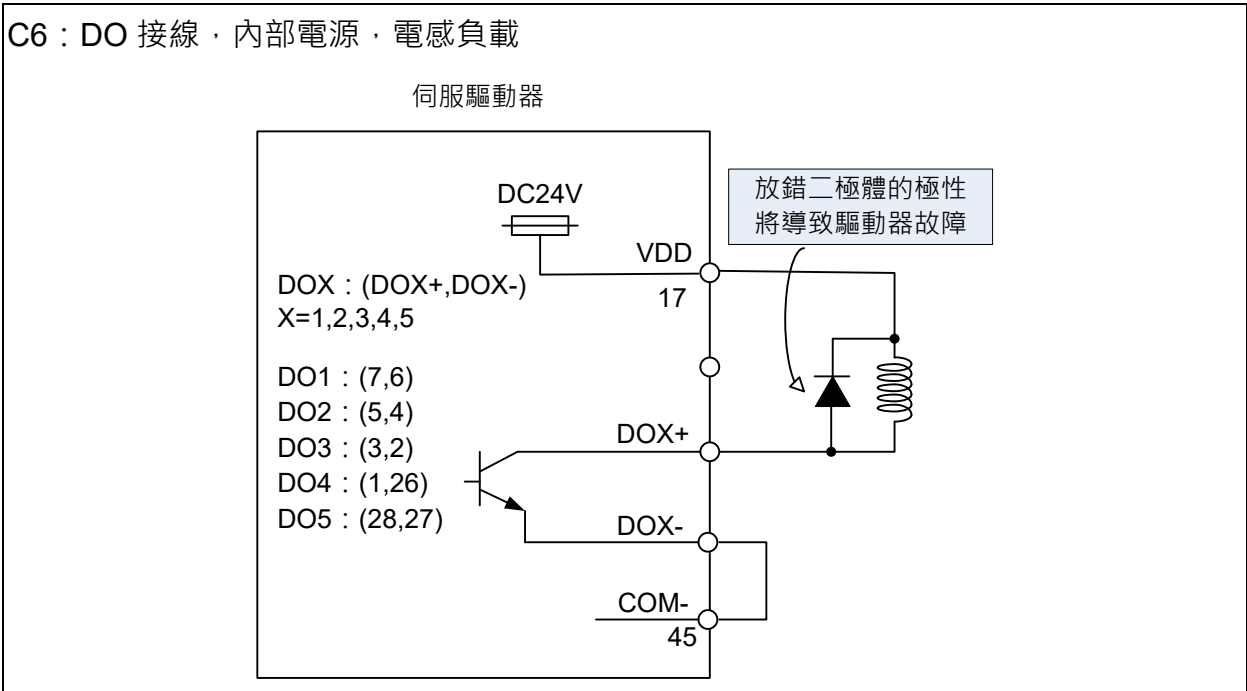 C6：DO 接線，內部電源，電感負載
伺服驅動器
DC24V
放錯二極體的極性
將導致驅動器故障
VDD
17
DOX：(DOX+,DOX-)
X=1,2,3,4,5
DO1：(7,6)
DO2：(5,4)
DO3：(3,2)
DO4：(1,26)
DO5：(28,27)
DOX+
DOX-
COM-
45